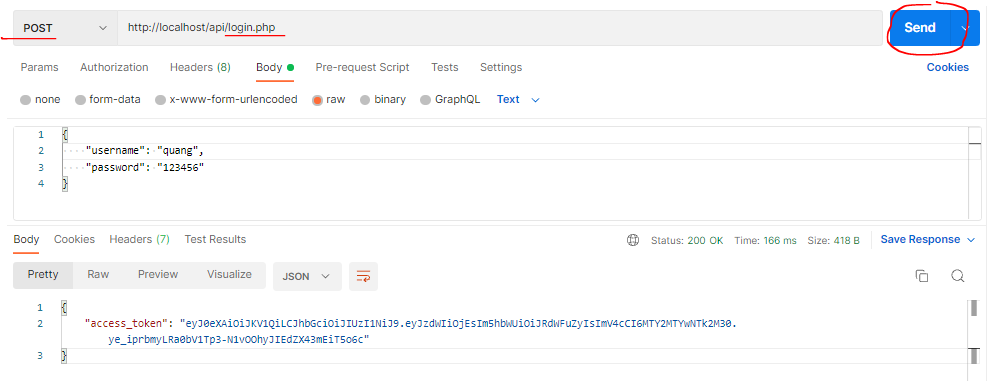 POST http://localhost/api/login.php Send
Params Authorization Headers (8) Body Pre-request Script Tests Settings Cookies
none form-data x-www-form-urlencoded raw binary GraphQL Text
1 {
2 "username": "quang",
3 "password": "123456"
4 }
Body Cookies Headers (7) Test Results Status: 200 OK Time: 166 ms Size: 418 B Save Response
Pretty Raw Preview Visualize JSON
1 {
2 "access_token": "eyJ0eXAiOiJKV1QiLCJhbGciOiJIUzI1NiJ9.eyJzdWIiOjEsIm5hbWUiOiJRdWFuZyIsImV4cCI6MTY2MTYwNTk2M30.
ye_iprbmyLRa0bV1Tp3-N1vOOhyJIEdZX43mEiT5o6c"
3 }